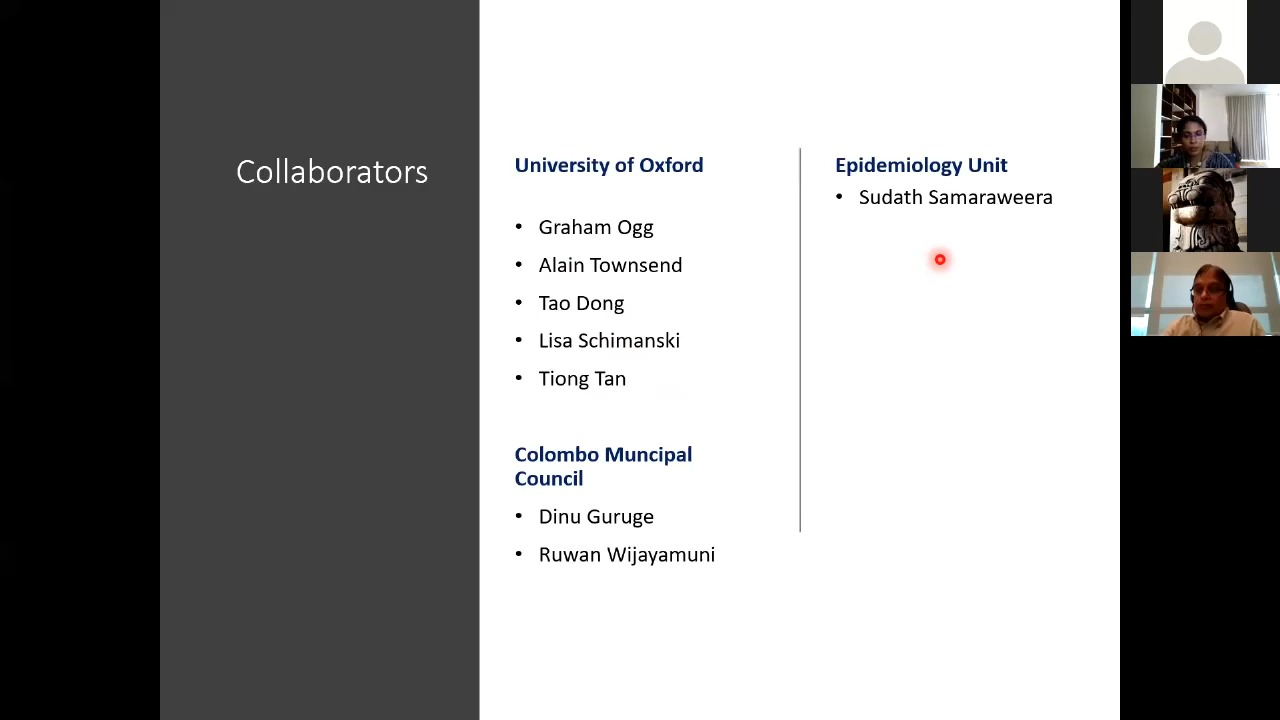 Collaborators
University of Oxford
• Graham Ogg
• Alain Townsend
• Tao Dong
• Lisa Schimanski
• Tiong Tan
Colombo Muncipal
Council
• Dinu Guruge
• Ruwan Wijayamuni
Epidemiology Unit
• Sudath Samaraweera